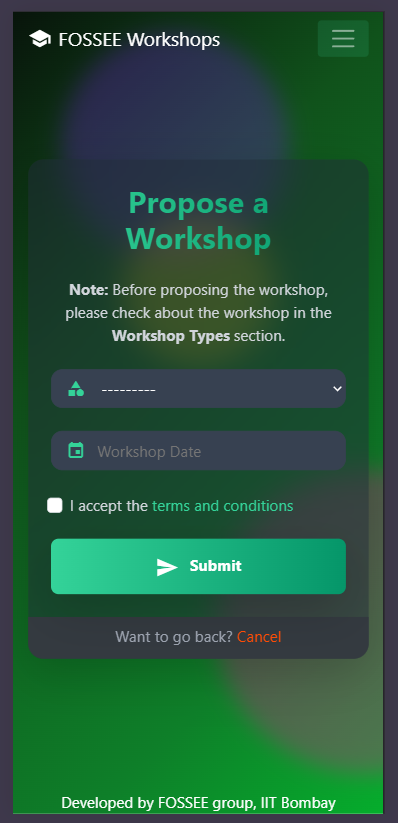 FOSSEE Workshops
Propose a
Workshop
Note: Before proposing the workshop,
please check about the workshop in the
Workshop Types section.
---------
Workshop Date
I accept the terms and conditions
Submit
Want to go back? Cancel
Developed by FOSSEE group, IIT Bombay